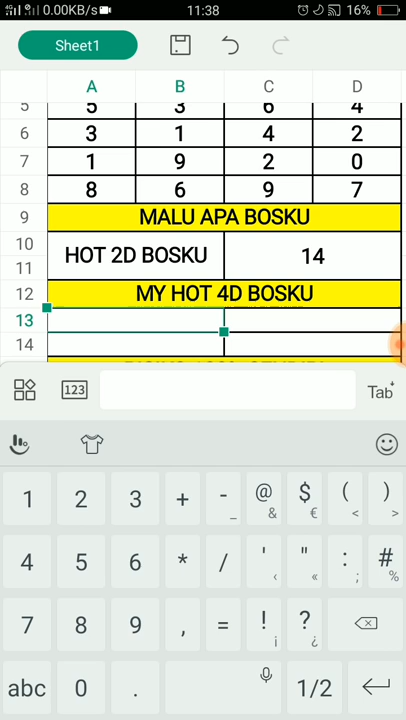 4G 0.00KB/s 11:38 16%
Sheet1
A B C D
5 5 3 6 4
6 3 1 4 2
7 1 9 2 0
8 8 6 9 7
9 MALU APA BOSKU
10
HOT 2D BOSKU 14
11
12 MY HOT 4D BOSKU
13
14
123 Tab
1 2 3 + - _ @ & $ € ( < ) >
4 5 6 * / ' ‹ " « : ; # %
7 8 9 , = ! ¡ ? ¿
abc 0 . 1/2